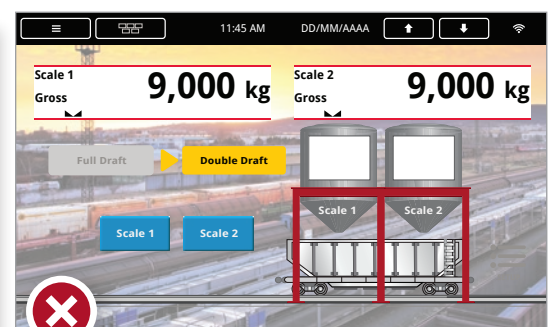 11:45 AM DD/MM/AAAA
Scale 1
Gross
9,000 kg
Scale 2
Gross
9,000 kg
Full Draft
Double Draft
Scale 1
Scale 2
Scale 1
Scale 2